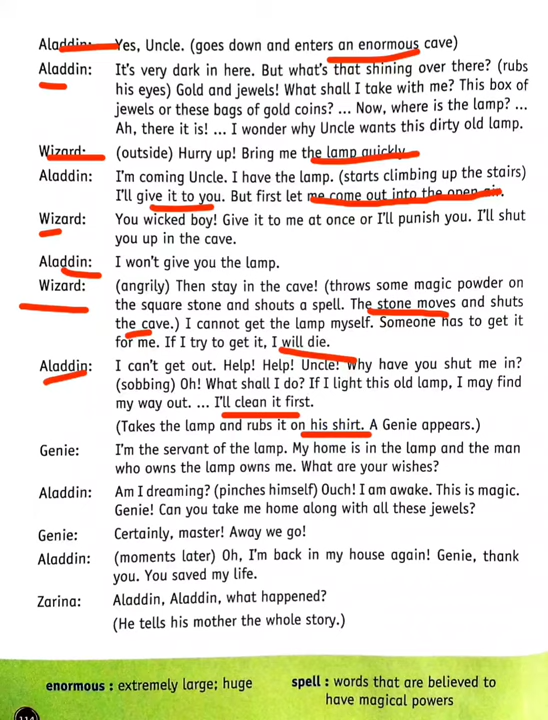 Aladdin: Yes, Uncle. (goes down and enters an enormous cave)
Aladdin: It's very dark in here. But what's that shining over there? (rubs
his eyes) Gold and jewels! What shall I take with me? This box of
jewels or these bags of gold coins? ... Now, where is the lamp? ...
Ah, there it is! ... I wonder why Uncle wants this dirty old lamp.
Wizard: (outside) Hurry up! Bring me the lamp quickly.
Aladdin: I'm coming Uncle. I have the lamp. (starts climbing up the stairs)
I'll give it to you. But first let me come out into the open air.
Wizard: You wicked boy! Give it to me at once or I'll punish you. I'll shut
you up in the cave.
Aladdin: I won't give you the lamp.
Wizard: (angrily) Then stay in the cave! (throws some magic powder on
the square stone and shouts a spell. The stone moves and shuts
the cave.) I cannot get the lamp myself. Someone has to get it
for me. If I try to get it, I will die.
Aladdin: I can't get out. Help! Help! Uncle! Why have you shut me in?
(sobbing) Oh! What shall I do? If I light this old lamp, I may find
my way out. ... I'll clean it first.
(Takes the lamp and rubs it on his shirt. A Genie appears.)
Genie: I'm the servant of the lamp. My home is in the lamp and the man
who owns the lamp owns me. What are your wishes?
Aladdin: Am I dreaming? (pinches himself) Ouch! I am awake. This is magic.
Genie! Can you take me home along with all these jewels?
Genie: Certainly, master! Away we go!
Aladdin: (moments later) Oh, I'm back in my house again! Genie, thank
you. You saved my life.
Zarina: Aladdin, Aladdin, what happened?
(He tells his mother the whole story.)
enormous : extremely large; huge
spell : words that are believed to
have magical powers
114